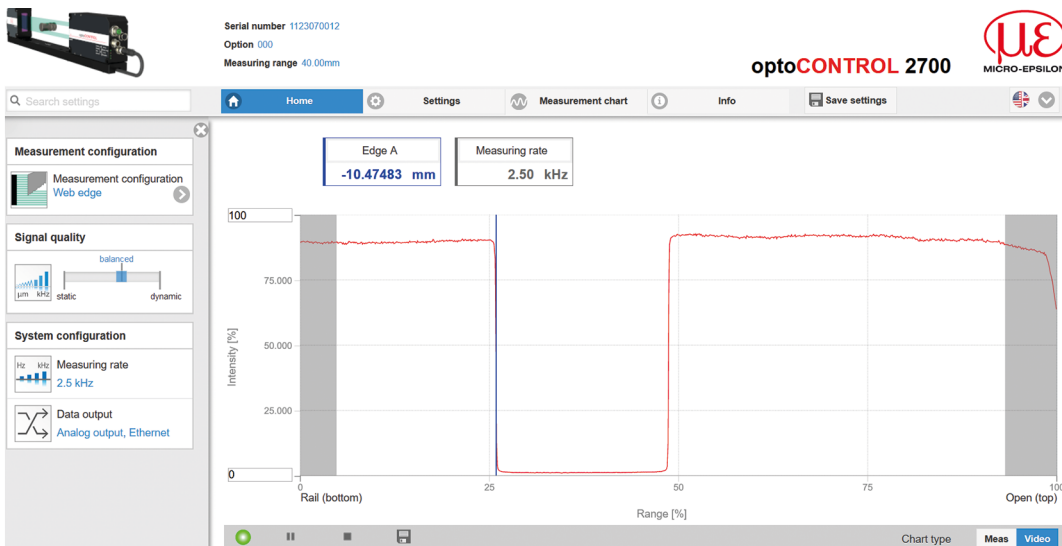 Serial number 1123070012
Option 000
Measuring range 40.00mm
optoCONTROL 2700
με
MICRO-EPSILON
Search settings
Home
Settings
Measurement chart
Info
Save settings
Measurement configuration
Measurement configuration
Web edge
Signal quality
balanced
µm kHz
static
dynamic
System configuration
Hz kHz
Measuring rate
2.5 kHz
Data output
Analog output, Ethernet
Edge A
-10.47483 mm
Measuring rate
2.50 kHz
100
75.000
50.000
25.000
0
Intensity [%]
0 25 50 75 100
Rail (bottom)
Open (top)
Range [%]
Chart type
Meas
Video